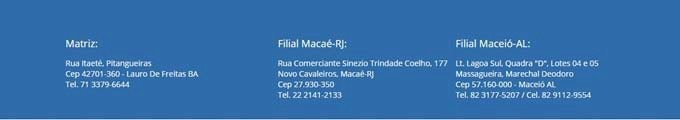 Matriz:
Rua Itaeté, Pitangueiras
Cep 42701-360 - Lauro De Freitas BA
Tel. 71 3379-6644
Filial Macaé-RJ:
Rua Comerciante Sinezio Trindade Coelho, 177
Novo Cavaleiros, Macaé-RJ
Cep 27.930-350
Tel. 22 2141-2133
Filial Maceió-AL:
Lt. Lagoa Sul, Quadra "D", Lotes 04 e 05
Massagueira, Marechal Deodoro
Cep 57.160-000 - Maceió AL
Tel. 82 3177-5207 / Cel. 82 9112-9554